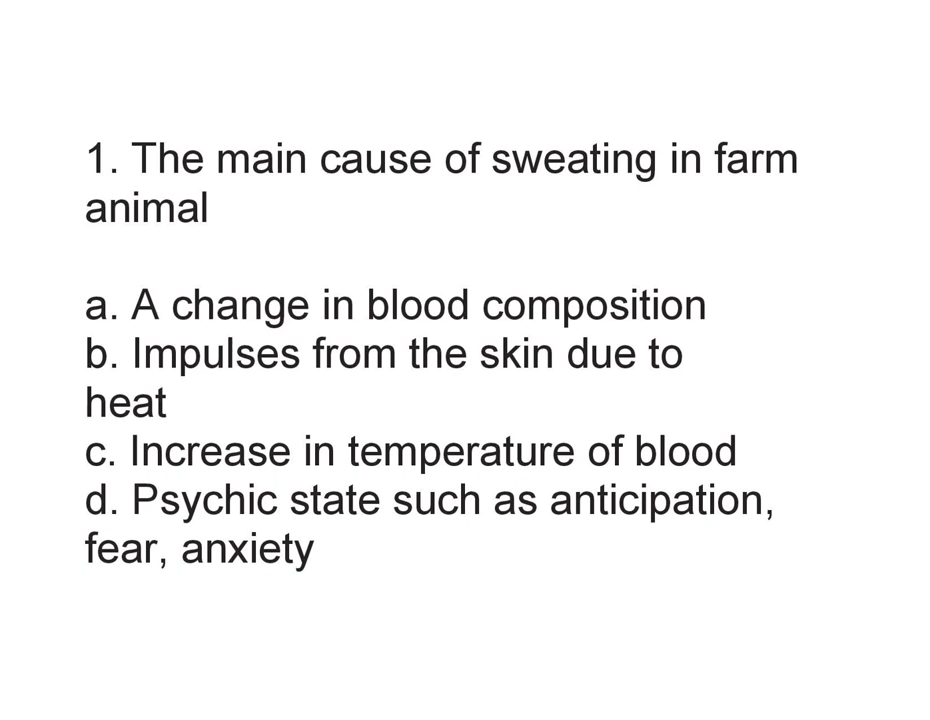 1. The main cause of sweating in farm
animal
a. A change in blood composition
b. Impulses from the skin due to
heat
c. Increase in temperature of blood
d. Psychic state such as anticipation,
fear, anxiety